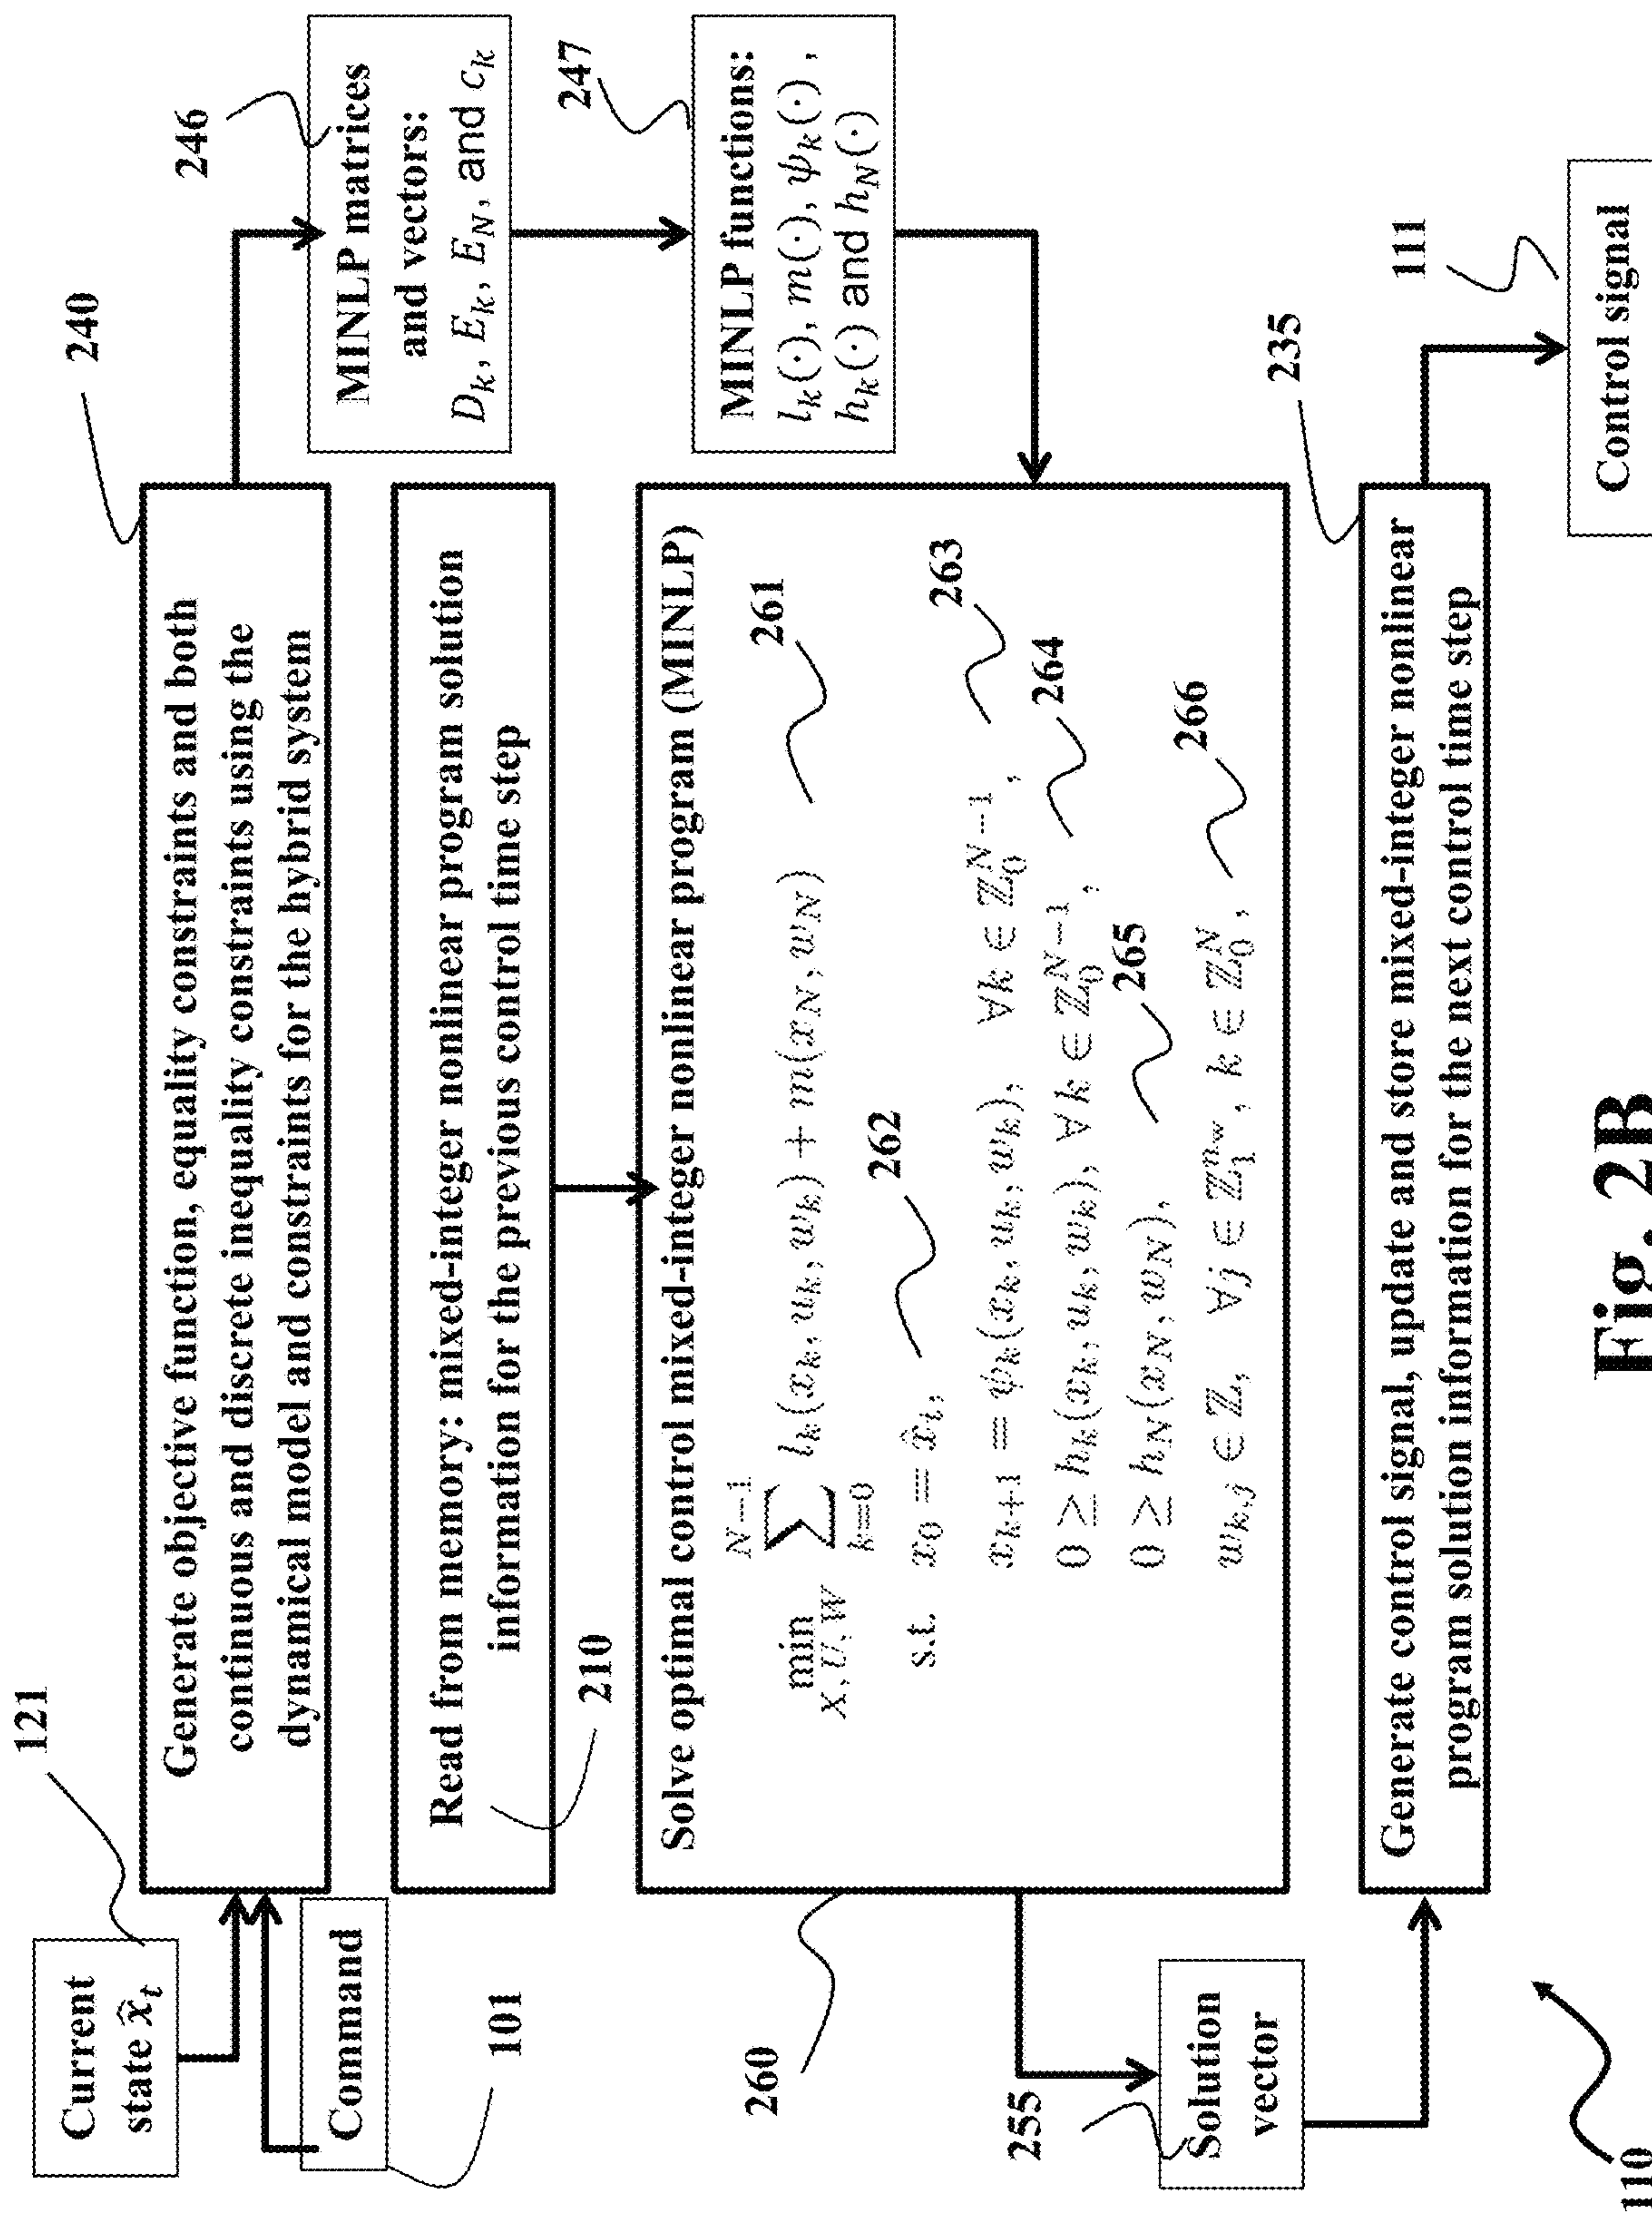 121
Current
state x̂_t
Command
101
240
Generate objective function, equality constraints and both
continuous and discrete inequality constraints using the
dynamical model and constraints for the hybrid system
246
MINLP matrices
and vectors:
D_k, E_k, E_N, and c_k
247
MINLP functions:
l_k(·), m(·), ψ_k(·),
h_k(·) and h_N(·)
Read from memory: mixed-integer nonlinear program solution
information for the previous control time step
210
Solve optimal control mixed-integer nonlinear program (MINLP)
261
min_{X,U,W} ∑_{k=0}^{N−1} l_k(x_k, u_k, w_k) + m(x_N, w_N)
262
s.t. x_0 = x̂_t,
263
x_{k+1} = ψ_k(x_k, u_k, w_k), ∀k ∈ ℤ_0^{N−1},
264
0 ≥ h_k(x_k, u_k, w_k), ∀k ∈ ℤ_0^{N−1},
265
0 ≥ h_N(x_N, w_N),
266
w_{k,j} ∈ ℤ, ∀j ∈ ℤ_1^{n_w}, k ∈ ℤ_0^N,
260
255
Solution
vector
235
Generate control signal, update and store mixed-integer nonlinear
program solution information for the next control time step
111
Control signal
110
Fig. 2B